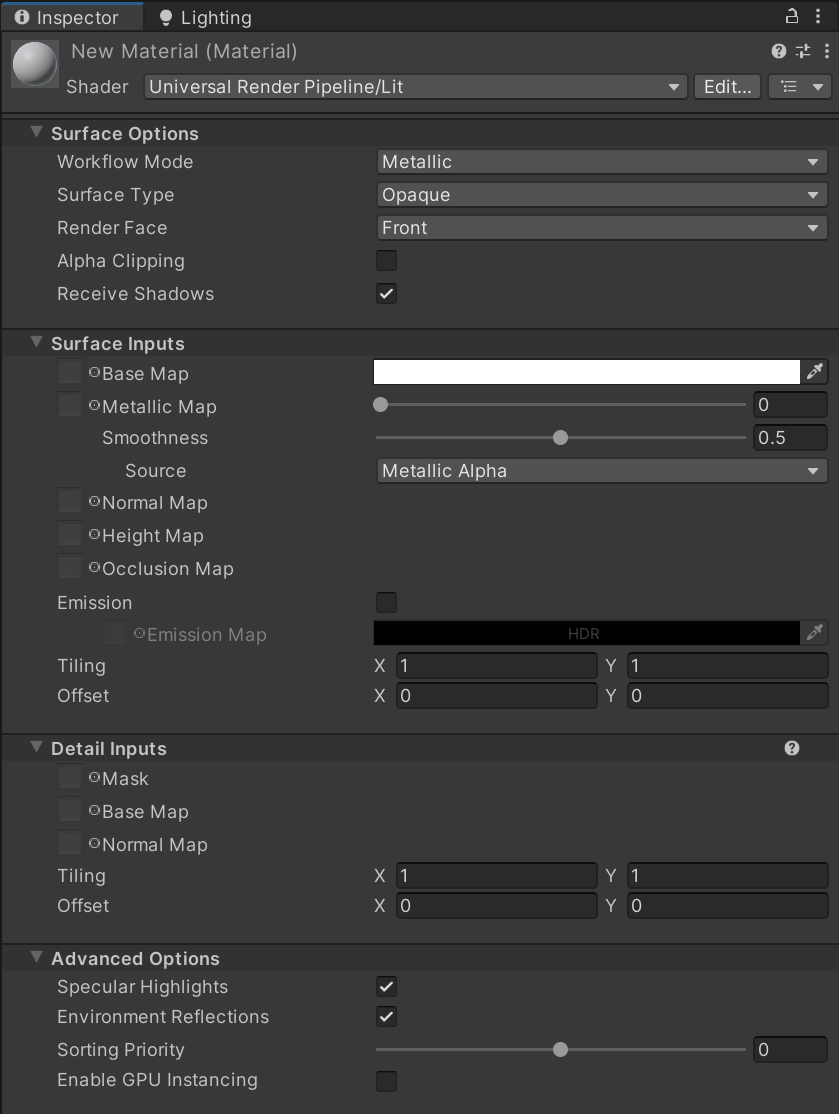 Inspector Lighting
New Material (Material)
Shader Universal Render Pipeline/Lit Edit...
Surface Options
Workflow Mode Metallic
Surface Type Opaque
Render Face Front
Alpha Clipping
Receive Shadows
Surface Inputs
Base Map
Metallic Map 0
Smoothness 0.5
Source Metallic Alpha
Normal Map
Height Map
Occlusion Map
Emission
Emission Map HDR
Tiling X 1 Y 1
Offset X 0 Y 0
Detail Inputs
Mask
Base Map
Normal Map
Tiling X 1 Y 1
Offset X 0 Y 0
Advanced Options
Specular Highlights
Environment Reflections
Sorting Priority 0
Enable GPU Instancing